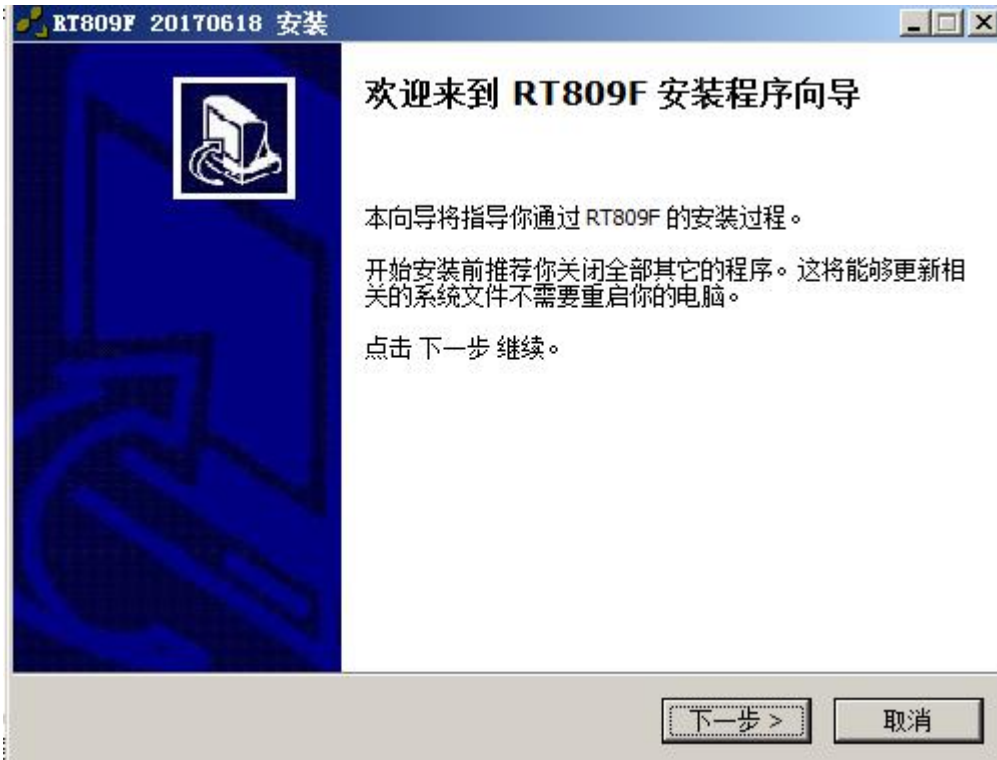 RT809F 20170618 安装
欢迎来到 RT809F 安装程序向导
本向导将指导你通过 RT809F 的安装过程。
开始安装前推荐你关闭全部其它的程序。这将能够更新相
关的系统文件不需要重启你的电脑。
点击 下一步 继续。
下一步 >
取消